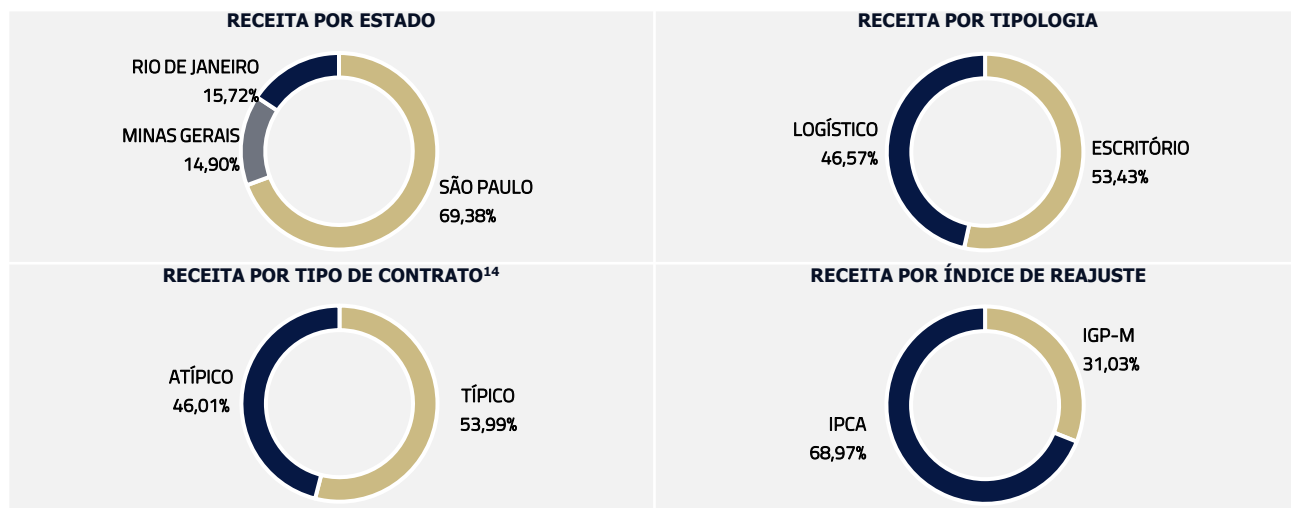 RECEITA POR ESTADO
RIO DE JANEIRO
15,72%
MINAS GERAIS
14,90%
SÃO PAULO
69,38%
RECEITA POR TIPOLOGIA
LOGÍSTICO
46,57%
ESCRITÓRIO
53,43%
RECEITA POR TIPO DE CONTRATO¹⁴
ATÍPICO
46,01%
TÍPICO
53,99%
RECEITA POR ÍNDICE DE REAJUSTE
IGP-M
31,03%
IPCA
68,97%